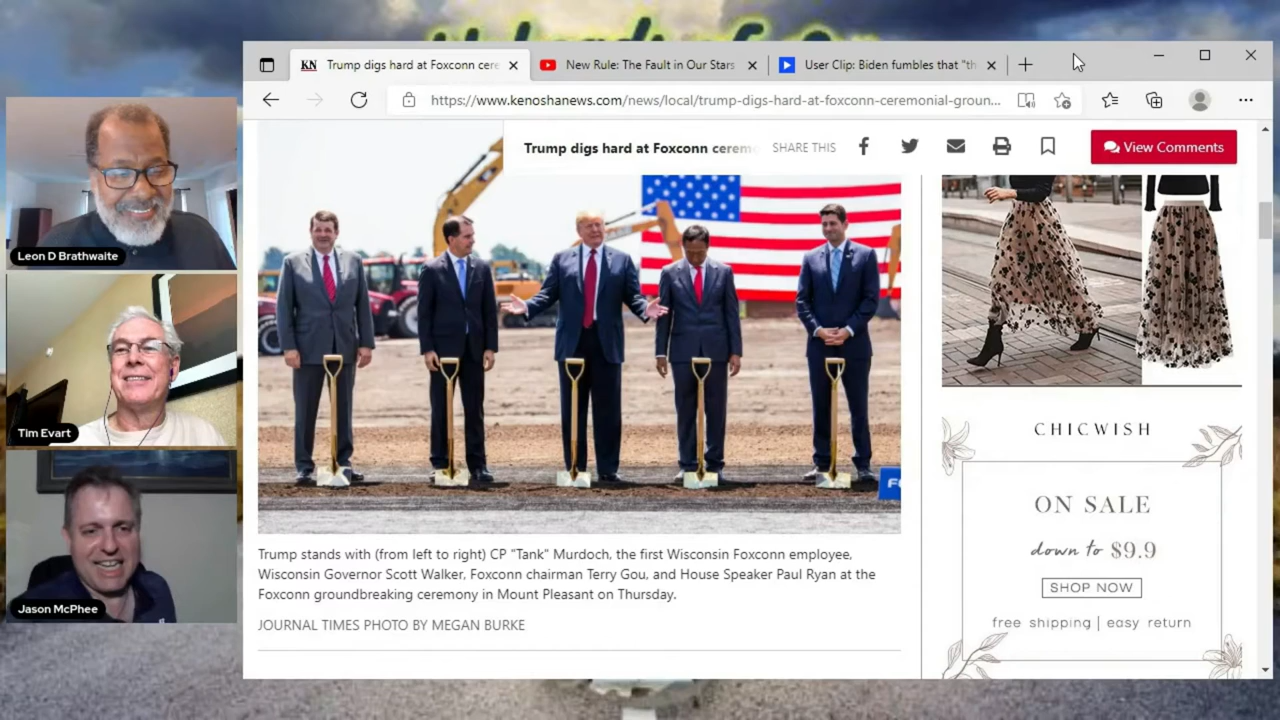 KN Trump digs hard at Foxconn cere
New Rule: The Fault in Our Stars
User Clip: Biden fumbles that "th
https://www.kenoshanews.com/news/local/trump-digs-hard-at-foxconn-ceremonial-groun...
Trump digs hard at Foxconn cerem
SHARE THIS
View Comments
Leon D Brathwaite
Tim Evart
Jason McPhee
Trump stands with (from left to right) CP "Tank" Murdoch, the first Wisconsin Foxconn employee,
Wisconsin Governor Scott Walker, Foxconn chairman Terry Gou, and House Speaker Paul Ryan at the
Foxconn groundbreaking ceremony in Mount Pleasant on Thursday.
JOURNAL TIMES PHOTO BY MEGAN BURKE
CHICWISH
ON SALE
down to $9.9
SHOP NOW
free shipping | easy return